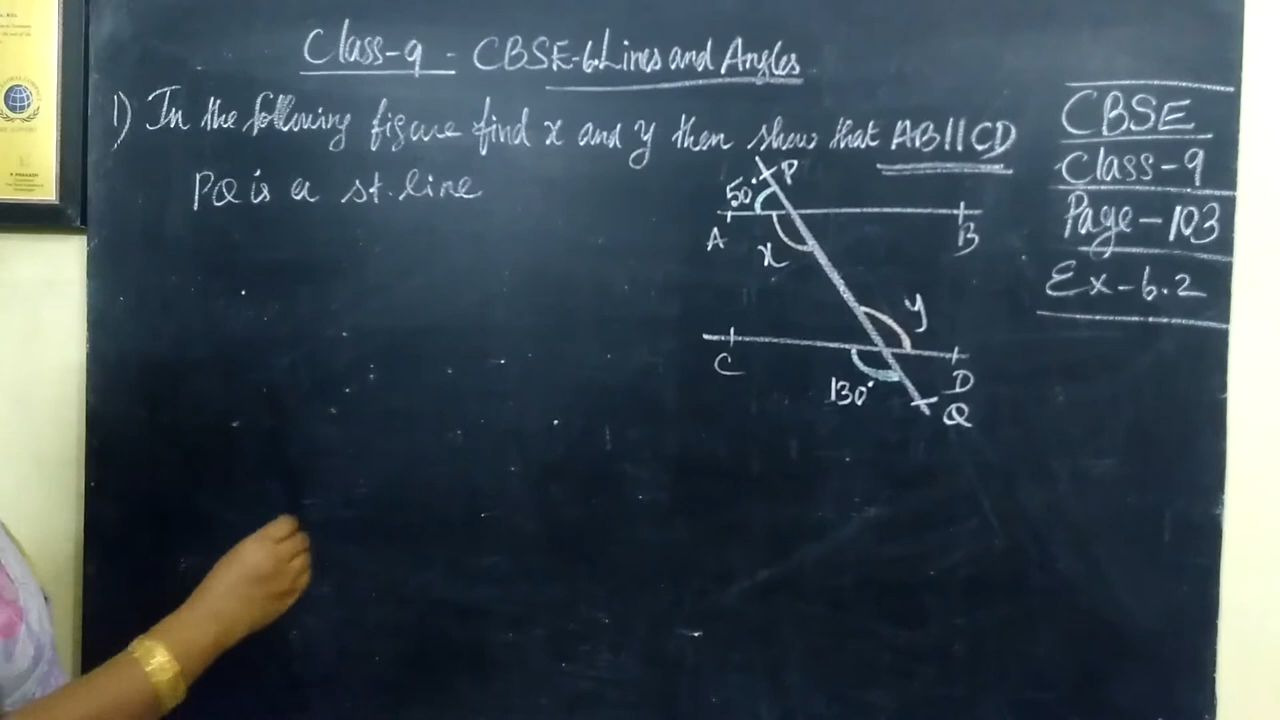 Class-9 - CBSE-6.Lines and Angles
1) In the following figure find x and y then show that AB||CD
PQ is a st. line
P
50°
A
B
x
y
C
D
130°
Q
CBSE
Class-9
Page-103
Ex-6.2